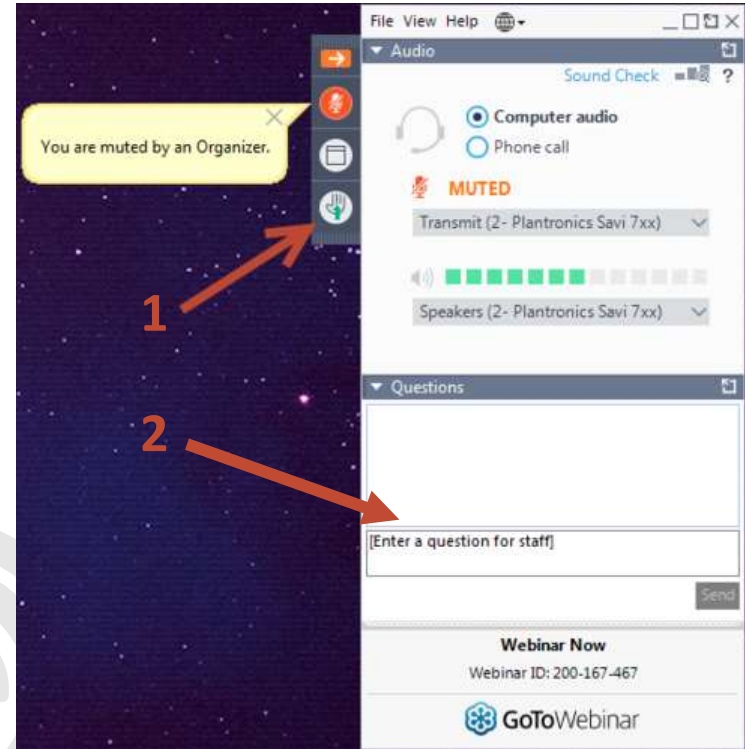 File View Help
Audio
Sound Check ?
You are muted by an Organizer.
Computer audio
Phone call
MUTED
Transmit (2- Plantronics Savi 7xx)
1
Speakers (2- Plantronics Savi 7xx)
Questions
2
[Enter a question for staff]
Send
Webinar Now
Webinar ID: 200-167-467
GoToWebinar